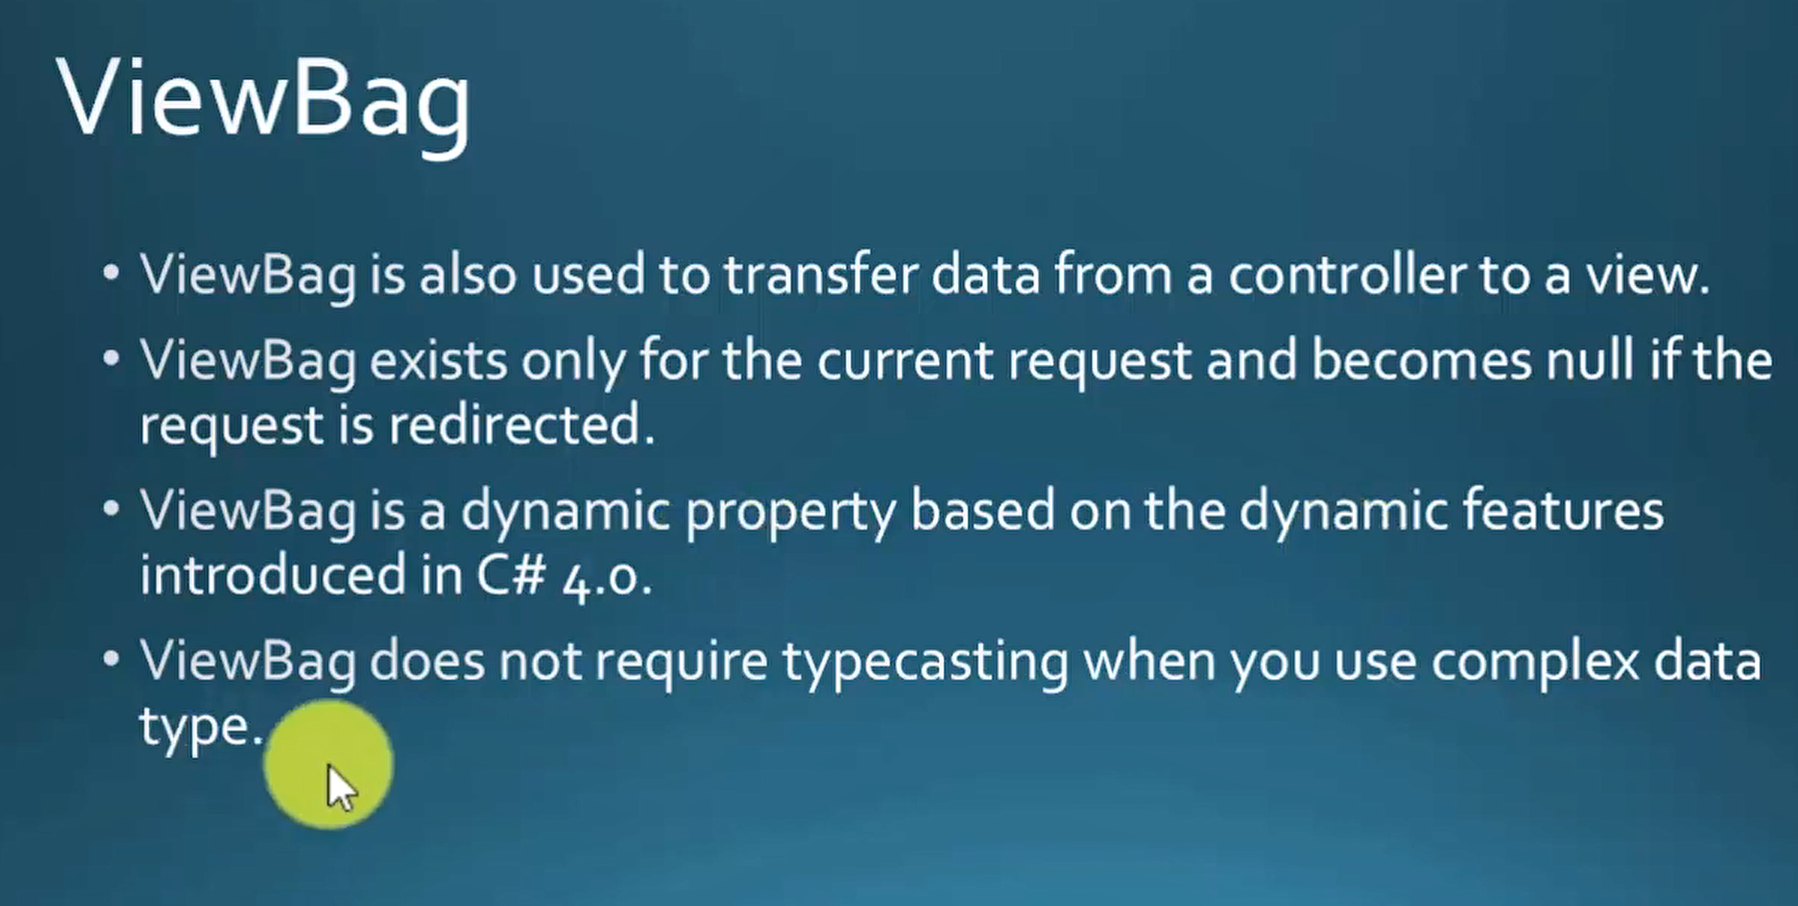 ViewBag
• ViewBag is also used to transfer data from a controller to a view.
• ViewBag exists only for the current request and becomes null if the
request is redirected.
• ViewBag is a dynamic property based on the dynamic features
introduced in C# 4.0.
• ViewBag does not require typecasting when you use complex data
type.